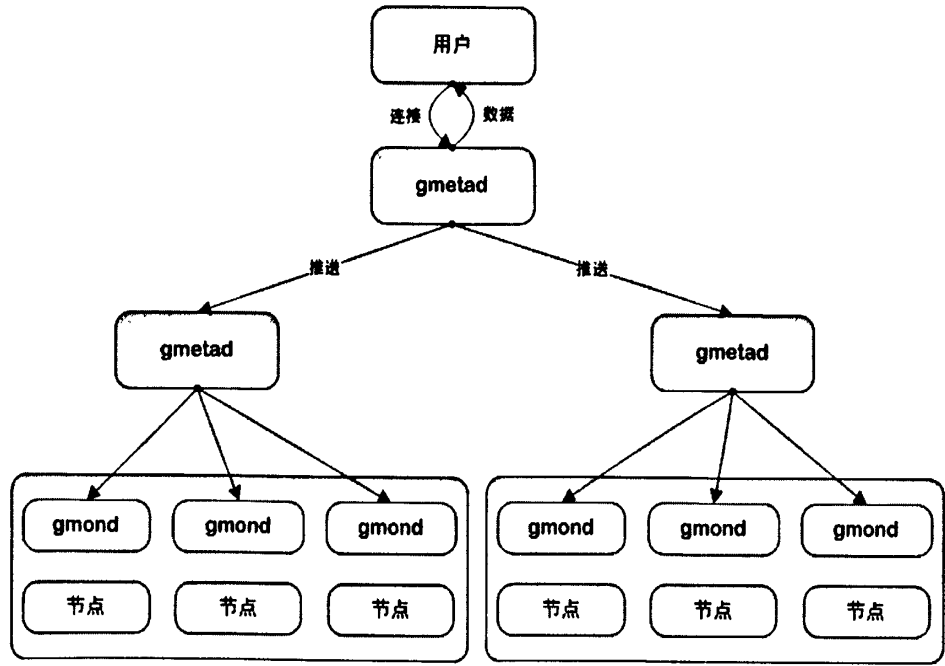 用户
连接 数据
gmetad
推送 推送
gmetad gmetad
gmond gmond gmond gmond gmond gmond
节点 节点 节点 节点 节点 节点